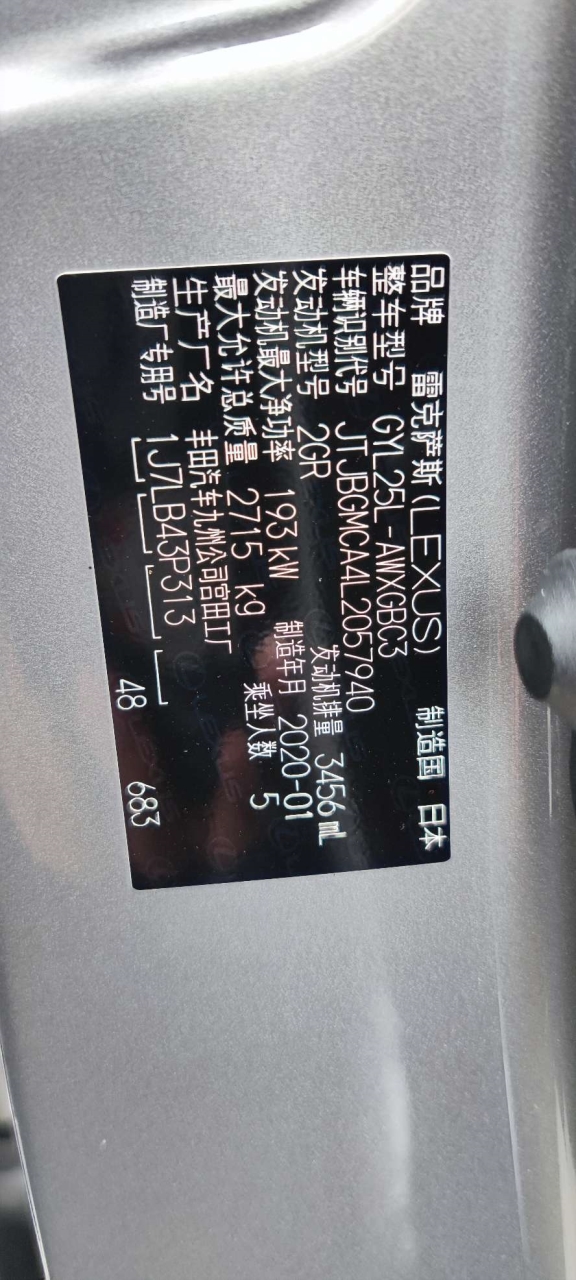 品牌 雷克萨斯(LEXUS) 制造国 日本
整车型号 GYL25L-AWXGBC3
车辆识别代号 JTJBGMCA4L2057940
发动机型号 2GR 发动机排量 3456mL
发动机最大净功率 193kW 制造年月 2020-01
最大允许总质量 2715 kg 乘坐人数 5
生产厂名 丰田汽车九州公司宫田工厂
制造厂专用号 1J7LB43P313 683
48